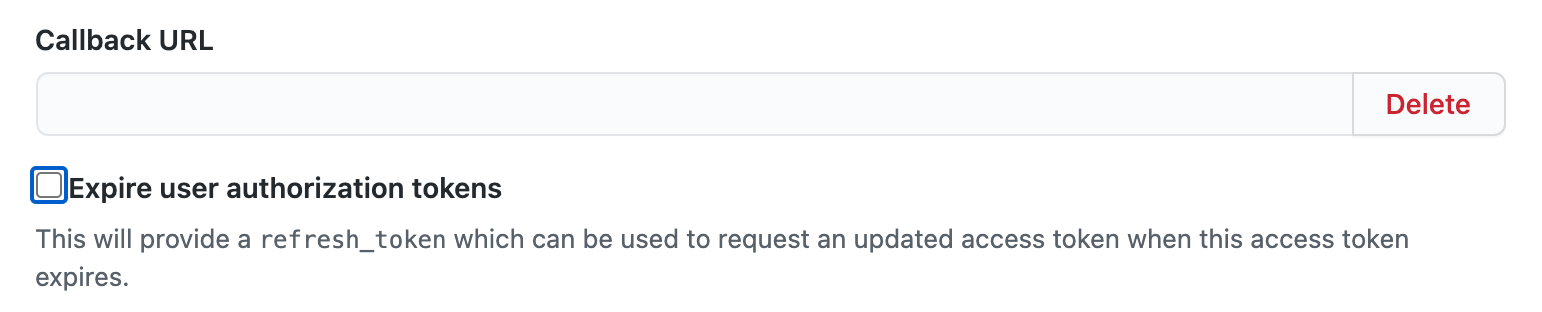 Callback URL
Delete
Expire user authorization tokens
This will provide a refresh_token which can be used to request an updated access token when this access token
expires.